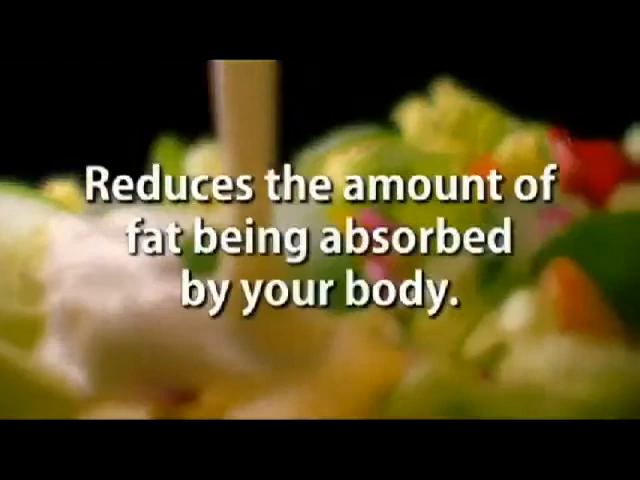 Reduces the amount of
fat being absorbed
by your body.